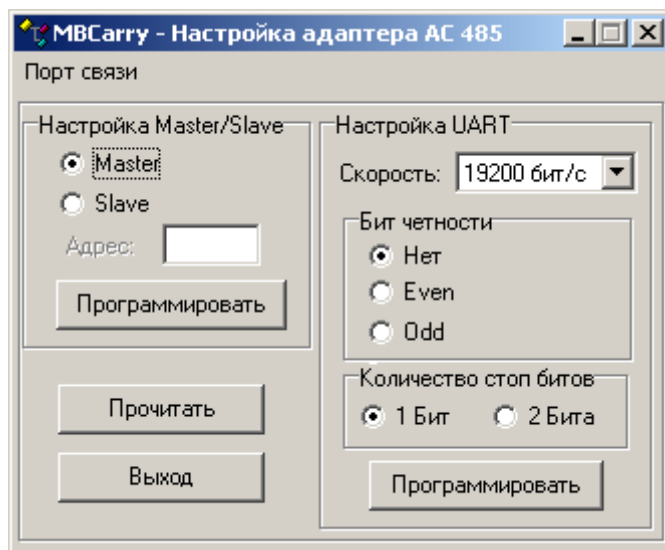 MBCarry - Настройка адаптера АС 485
Порт связи
Настройка Master/Slave
Master
Slave
Адрес:
Программировать
Прочитать
Выход
Настройка UART
Скорость: 19200 бит/с
Бит четности
Нет
Even
Odd
Количество стоп битов
1 Бит 2 Бита
Программировать